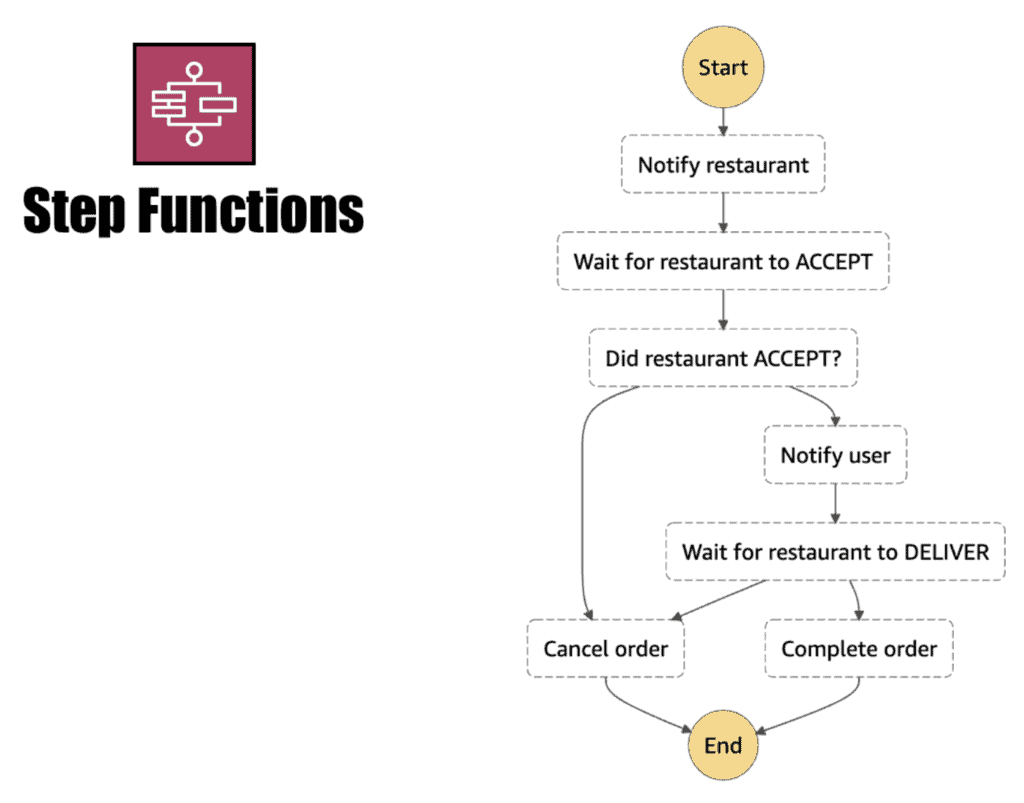 Step Functions
Start
Notify restaurant
Wait for restaurant to ACCEPT
Did restaurant ACCEPT?
Notify user
Wait for restaurant to DELIVER
Cancel order
Complete order
End